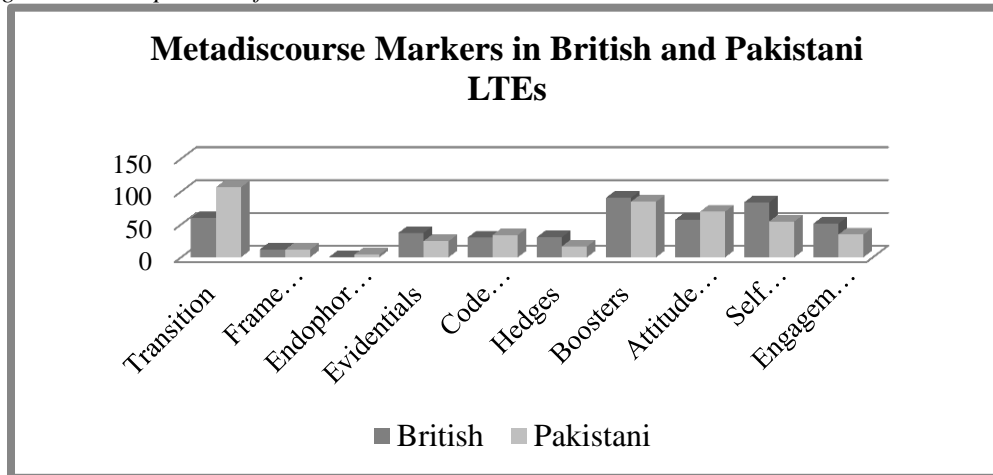 Metadiscourse Markers in British and Pakistani
LTEs
150
100
50
0
Transition
Frame…
Endophor…
Evidentials
Code…
Hedges
Boosters
Attitude…
Self…
Engagem…
British Pakistani